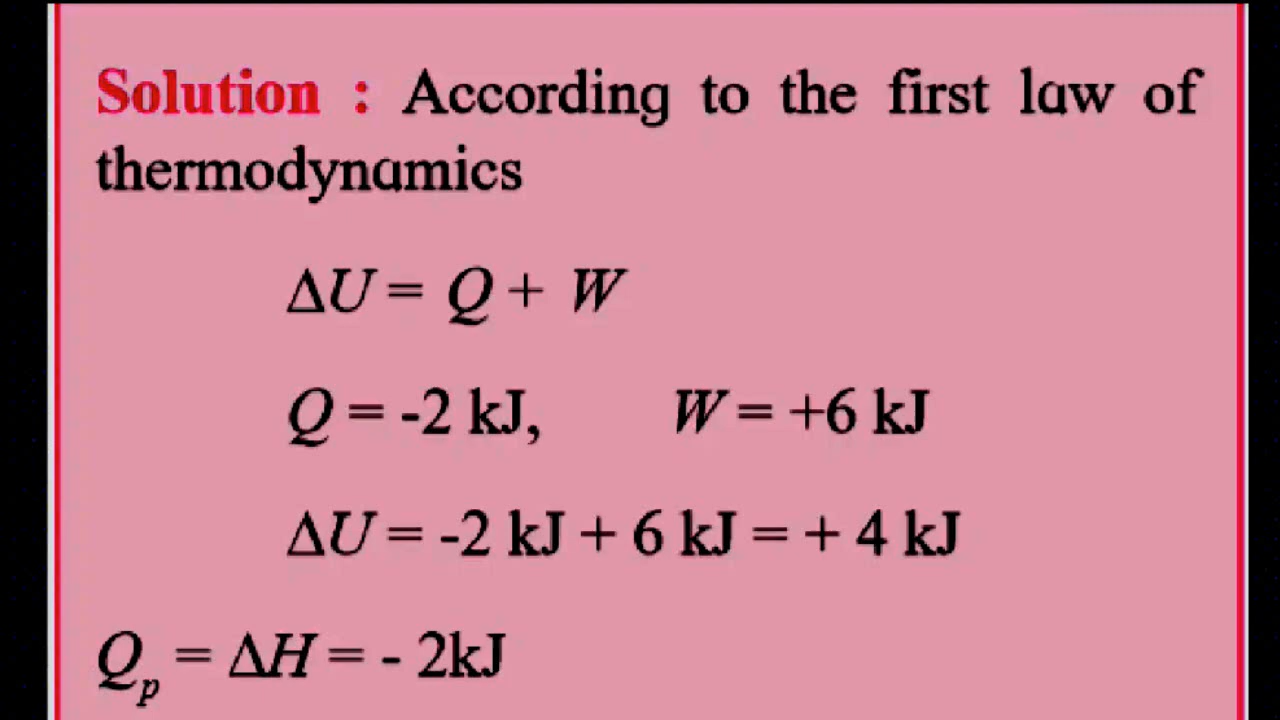 Solution : According to the first law of
thermodynamics
ΔU = Q + W
Q = -2 kJ, W = +6 kJ
ΔU = -2 kJ + 6 kJ = + 4 kJ
Qₚ = ΔH = - 2kJ